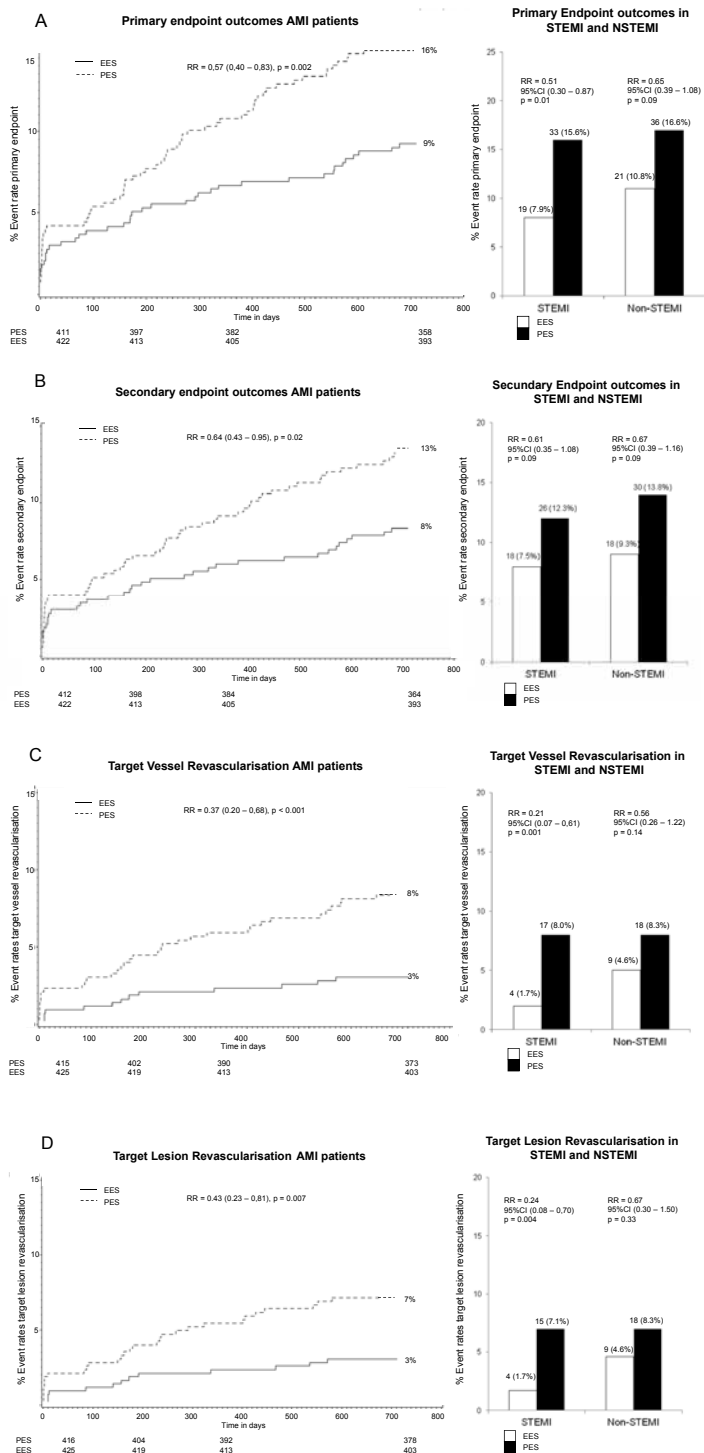 A
Primary endpoint outcomes AMI patients
EES
PES
RR = 0,57 (0,40 – 0,83), p = 0.002
16%
9%
% Event rate primary endpoint
15
10
5
0 100 200 300 400 500 600 700 800
Time in days
PES 411 397 382 358
EES 422 413 405 393
Primary Endpoint outcomes in
STEMI and NSTEMI
RR = 0.51
95%CI (0.30 – 0.87)
p = 0.01
RR = 0.65
95%CI (0.39 – 1.08)
p = 0.09
25
20
15
10
5
0
19 (7.9%)
33 (15.6%)
21 (10.8%)
36 (16.6%)
STEMI
Non-STEMI
EES
PES
B
Secondary endpoint outcomes AMI patients
EES
PES
RR = 0.64 (0.43 – 0.95), p = 0.02
13%
8%
% Event rate secondary endpoint
15
10
5
0 100 200 300 400 500 600 700 800
Time in days
PES 412 398 384 364
EES 422 413 405 393
Secundary Endpoint outcomes in
STEMI and NSTEMI
RR = 0.61
95%CI (0.35 – 1.08)
p = 0.09
RR = 0.67
95%CI (0.39 – 1.16)
p = 0.09
20
15
10
5
0
18 (7.5%)
26 (12.3%)
18 (9.3%)
30 (13.8%)
STEMI
Non-STEMI
EES
PES
C
Target Vessel Revascularisation AMI patients
EES
PES
RR = 0.37 (0.20 – 0,68), p < 0.001
8%
3%
% Event rates target vessel revascularisation
15
10
5
0 100 200 300 400 500 600 700 800
Time in days
PES 415 402 390 373
EES 425 419 413 403
Target Vessel Revascularisation in
STEMI and NSTEMI
RR = 0.21
95%CI (0.07 – 0,61)
p = 0.001
RR = 0.56
95%CI (0.26 – 1.22)
p = 0.14
20
15
10
5
0
4 (1.7%)
17 (8.0%)
9 (4.6%)
18 (8.3%)
STEMI
Non-STEMI
EES
PES
D
Target Lesion Revascularisation AMI patients
EES
PES
RR = 0.43 (0.23 – 0,81), p = 0.007
7%
3%
% Event rates target lesion revascularisation
15
10
5
0 100 200 300 400 500 600 700 800
Time in days
PES 416 404 392 378
EES 425 419 413 403
Target Lesion Revascularisation in
STEMI and NSTEMI
RR = 0.24
95%CI (0.08 – 0,70)
p = 0.004
RR = 0.67
95%CI (0.30 – 1.50)
p = 0.33
20
15
10
5
0
4 (1.7%)
15 (7.1%)
9 (4.6%)
18 (8.3%)
STEMI
Non-STEMI
EES
PES